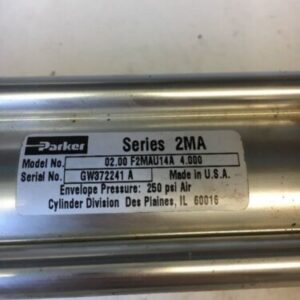 Parker Series 2MA
Model No. 02.00 F2MAU14A 4.000
Serial No. GW372241 A Made in U.S.A.
Envelope Pressure: 250 psi Air
Cylinder Division Des Plaines, IL 60016